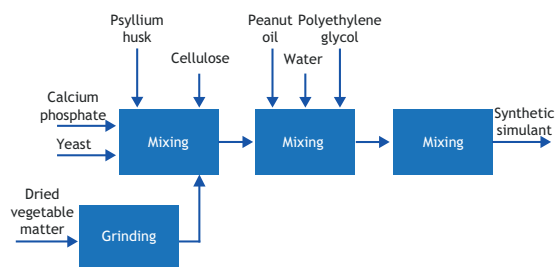 Psyllium
husk
Cellulose
Peanut
oil
Water
Polyethylene
glycol
Calcium
phosphate
Yeast
Mixing
Mixing
Mixing
Synthetic
simulant
Dried
vegetable
matter
Grinding